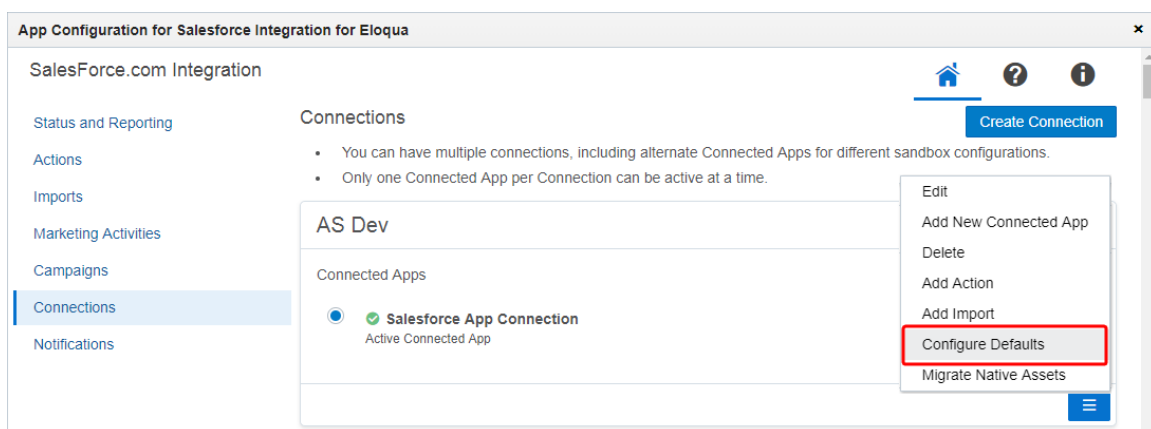 App Configuration for Salesforce Integration for Eloqua
SalesForce.com Integration
Status and Reporting
Actions
Imports
Marketing Activities
Campaigns
Connections
Notifications
Connections
Create Connection
You can have multiple connections, including alternate Connected Apps for different sandbox configurations.
Only one Connected App per Connection can be active at a time.
AS Dev
Connected Apps
Salesforce App Connection
Active Connected App
Edit
Add New Connected App
Delete
Add Action
Add Import
Configure Defaults
Migrate Native Assets